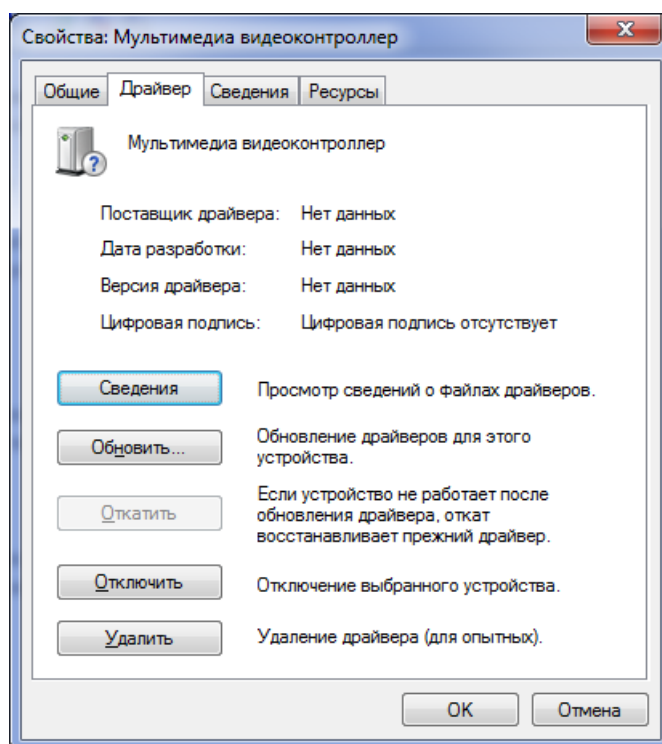 Свойства: Мультимедиа видеоконтроллер
Общие Драйвер Сведения Ресурсы
Мультимедиа видеоконтроллер
Поставщик драйвера: Нет данных
Дата разработки: Нет данных
Версия драйвера: Нет данных
Цифровая подпись: Цифровая подпись отсутствует
Сведения Просмотр сведений о файлах драйверов.
Обновить... Обновление драйверов для этого
устройства.
Откатить Если устройство не работает после
обновления драйвера, откат
восстанавливает прежний драйвер.
Отключить Отключение выбранного устройства.
Удалить Удаление драйвера (для опытных).
OK Отмена